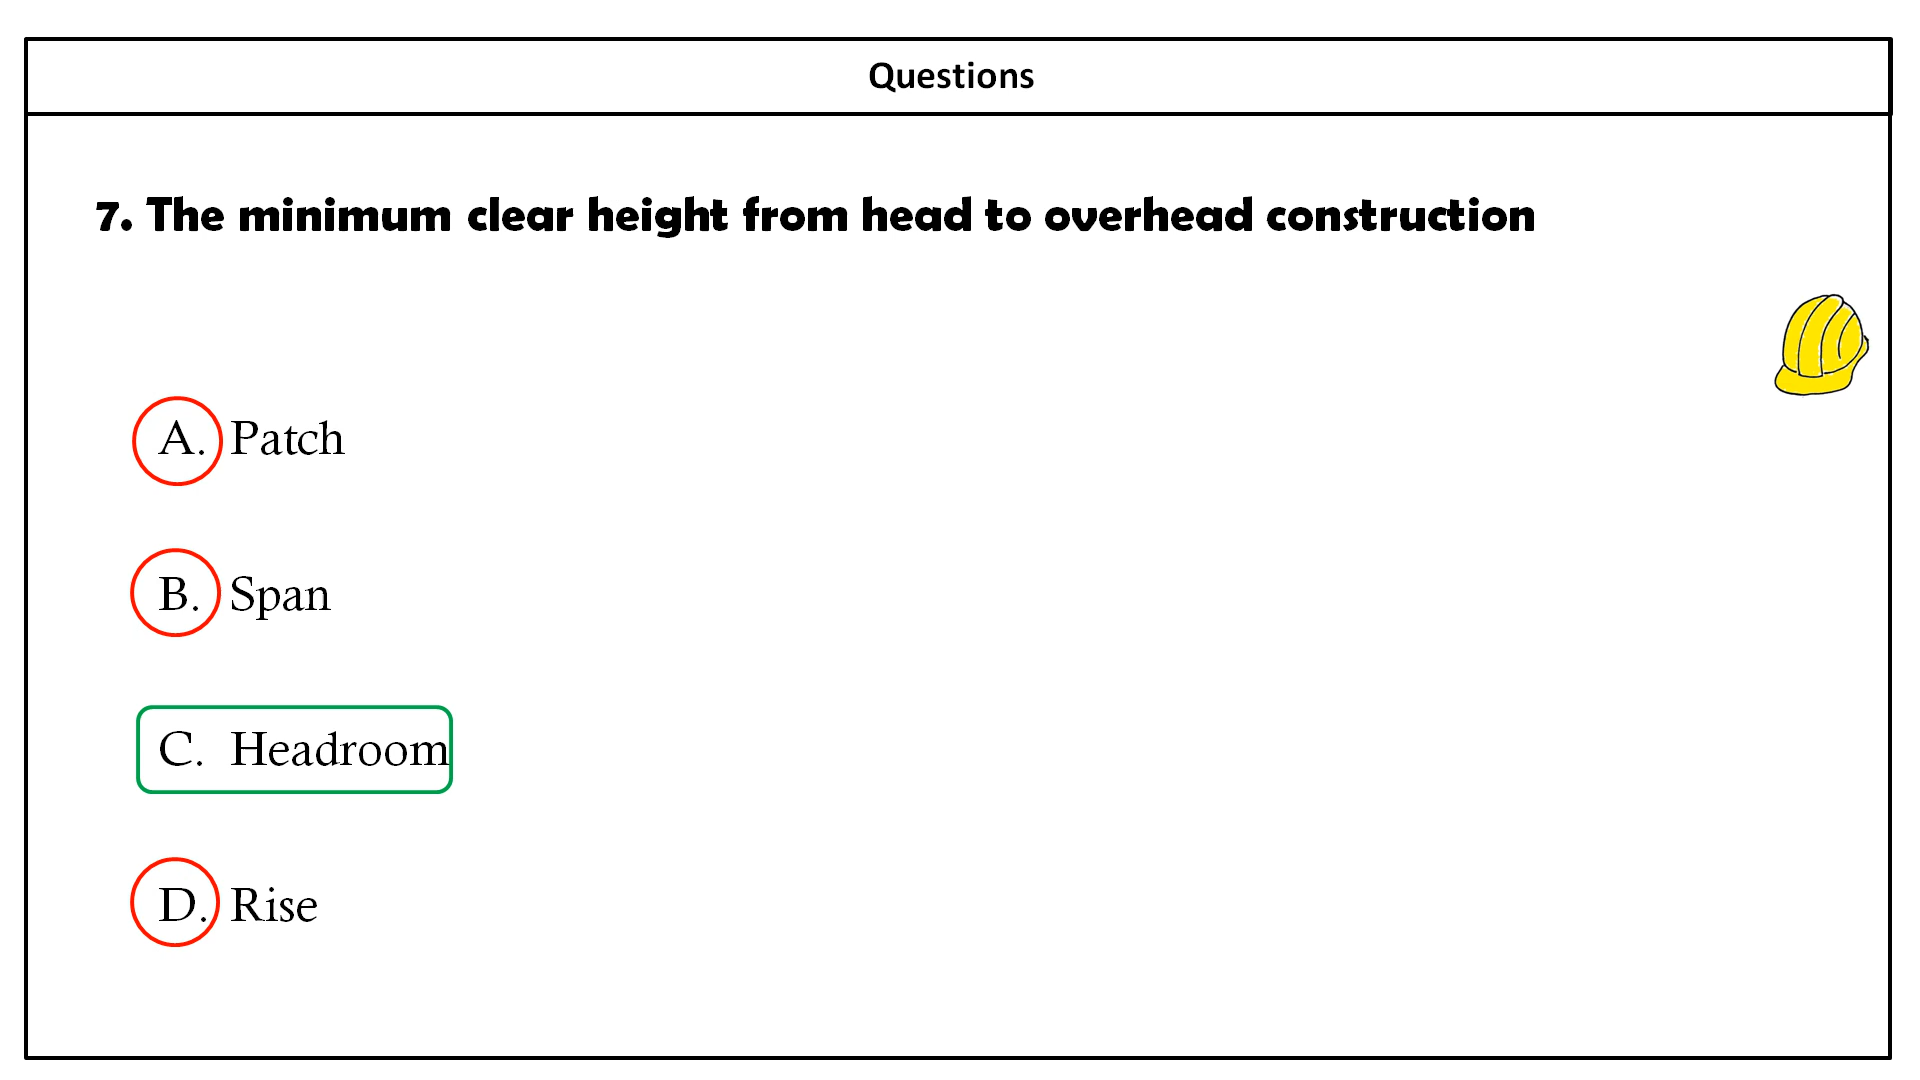 Questions
7. The minimum clear height from head to overhead construction
A. Patch
B. Span
C. Headroom
D. Rise